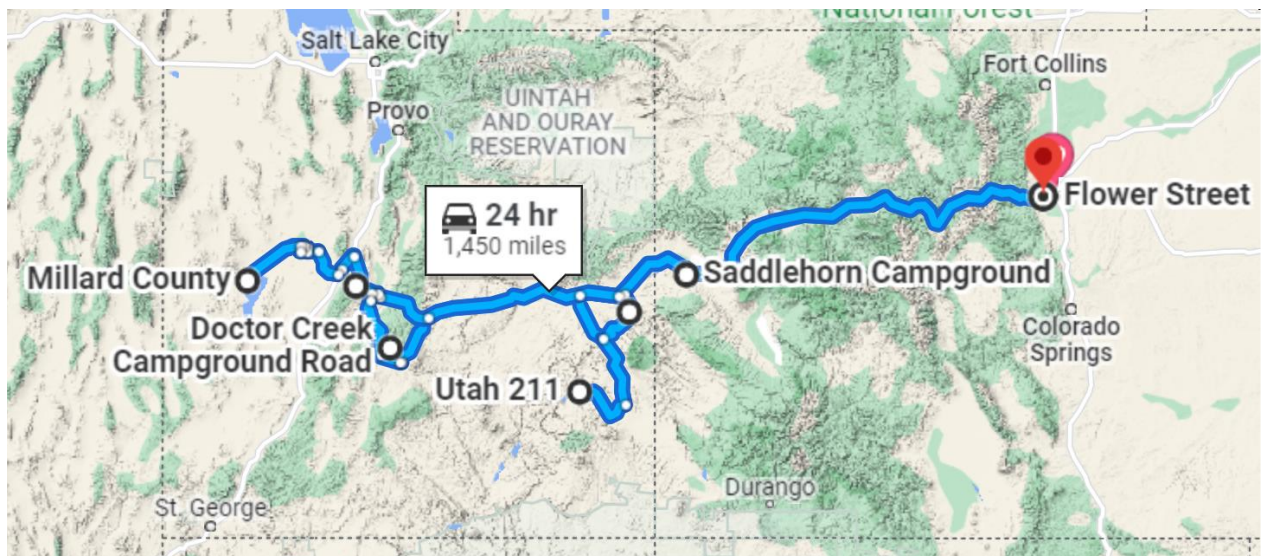 National Forest
Salt Lake City
Fort Collins
Provo
UINTAH
AND OURAY
RESERVATION
Flower Street
24 hr
1,450 miles
Millard County
Saddlehorn Campground
Doctor Creek
Campground Road
Colorado
Springs
Utah 211
Durango
St. George